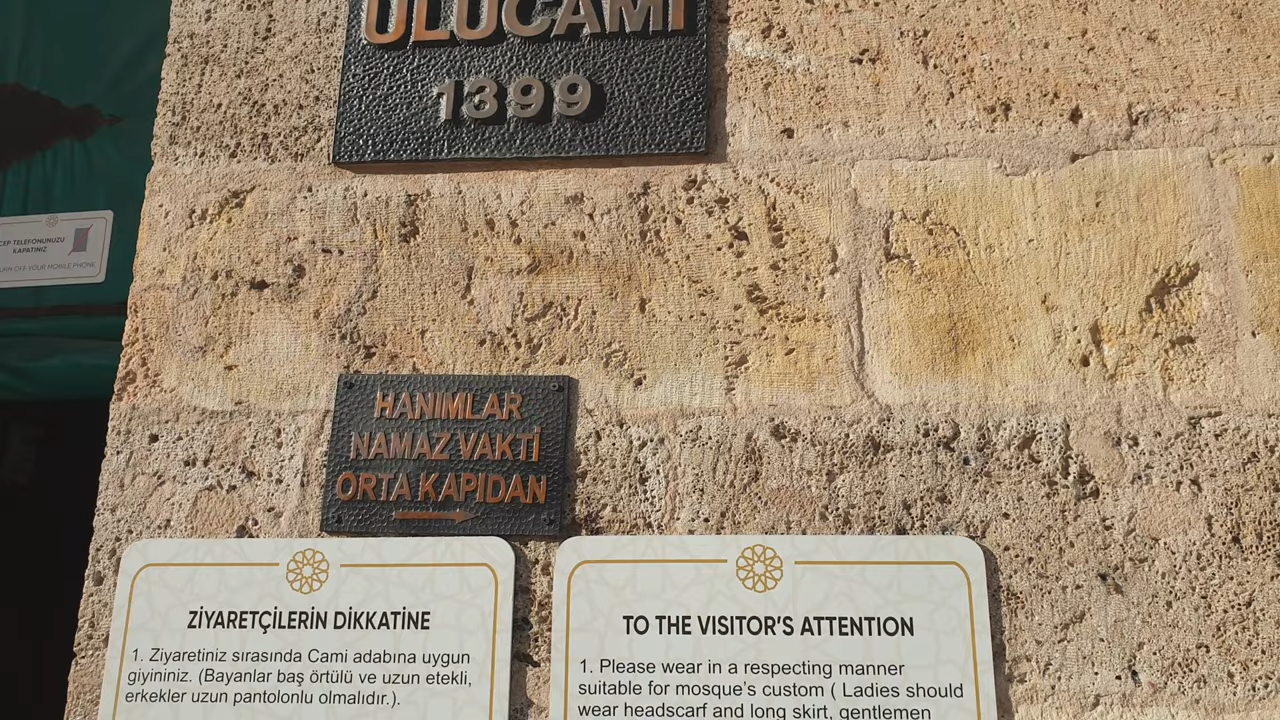 ULUCAMİ
1399
CEP TELEFONUNUZU
KAPATINIZ
TURN OFF YOUR MOBILE PHONE
HANIMLAR
NAMAZ VAKTİ
ORTA KAPIDAN
ZİYARETÇİLERİN DİKKATİNE
1. Ziyaretiniz sırasında Cami adabına uygun
giyininiz. (Bayanlar baş örtülü ve uzun etekli,
erkekler uzun pantolonlu olmalıdır.).
TO THE VISITOR'S ATTENTION
1. Please wear in a respecting manner
suitable for mosque's custom ( Ladies should
wear headscarf and long skirt, gentlemen